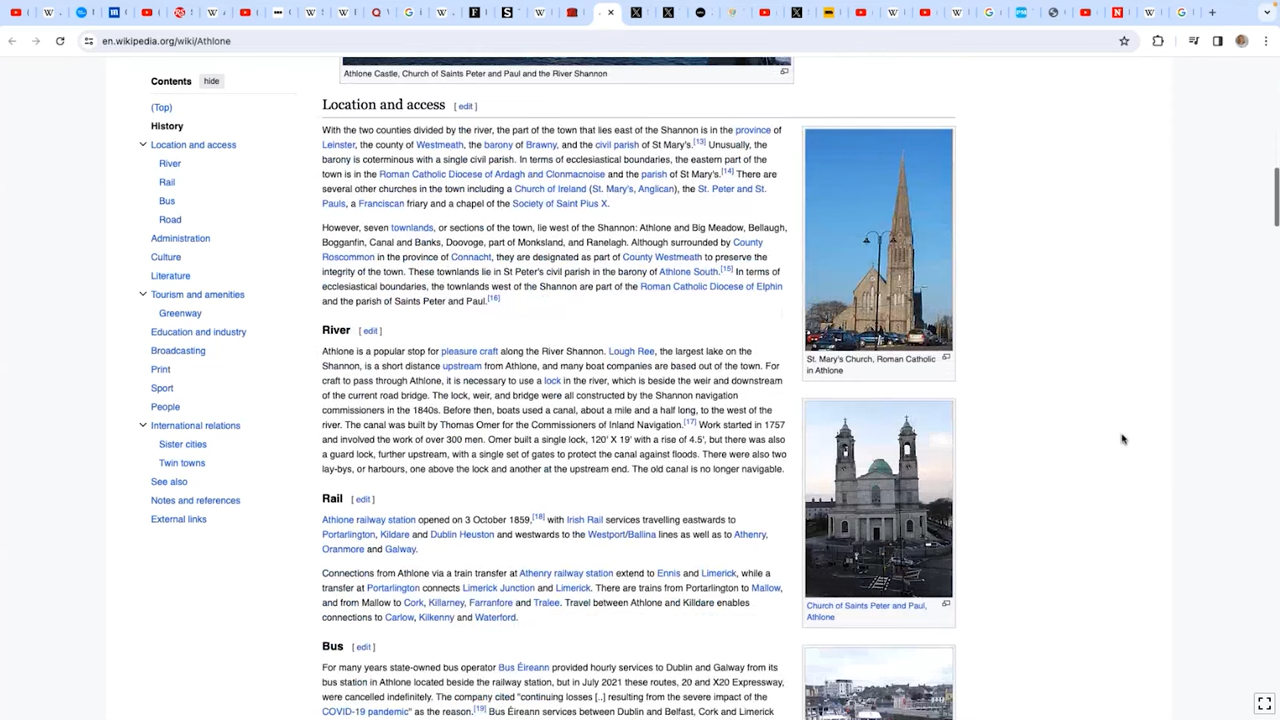 en.wikipedia.org/wiki/Athlone
Athlone Castle, Church of Saints Peter and Paul and the River Shannon
Contents hide
(Top)
History
Location and access
River
Rail
Bus
Road
Administration
Culture
Literature
Tourism and amenities
Greenway
Education and industry
Broadcasting
Print
Sport
People
International relations
Sister cities
Twin towns
See also
Notes and references
External links
Location and access [ edit ]
With the two counties divided by the river, the part of the town that lies east of the Shannon is in the province of
Leinster, the county of Westmeath, the barony of Brawny, and the civil parish of St Mary's.[13] Unusually, the
barony is coterminous with a single civil parish. In terms of ecclesiastical boundaries, the eastern part of the
town is in the Roman Catholic Diocese of Ardagh and Clonmacnoise and the parish of St Mary's.[14] There are
several other churches in the town including a Church of Ireland (St. Mary's, Anglican), the St. Peter and St.
Pauls, a Franciscan friary and a chapel of the Society of Saint Pius X.
However, seven townlands, or sections of the town, lie west of the Shannon: Athlone and Big Meadow, Bellaugh,
Bogganfin, Canal and Banks, Doovoge, part of Monksland, and Ranelagh. Although surrounded by County
Roscommon in the province of Connacht, they are designated as part of County Westmeath to preserve the
integrity of the town. These townlands lie in St Peter's civil parish in the barony of Athlone South.[15] In terms of
ecclesiastical boundaries, the townlands west of the Shannon are part of the Roman Catholic Diocese of Elphin
and the parish of Saints Peter and Paul.[16]
River [ edit ]
Athlone is a popular stop for pleasure craft along the River Shannon. Lough Ree, the largest lake on the
Shannon, is a short distance upstream from Athlone, and many boat companies are based out of the town. For
craft to pass through Athlone, it is necessary to use a lock in the river, which is beside the weir and downstream
of the current road bridge. The lock, weir, and bridge were all constructed by the Shannon navigation
commissioners in the 1840s. Before then, boats used a canal, about a mile and a half long, to the west of the
river. The canal was built by Thomas Omer for the Commissioners of Inland Navigation.[17] Work started in 1757
and involved the work of over 300 men. Omer built a single lock, 120' X 19' with a rise of 4.5', but there was also
a guard lock, further upstream, with a single set of gates to protect the canal against floods. There were also two
lay-bys, or harbours, one above the lock and another at the upstream end. The old canal is no longer navigable.
Rail [ edit ]
Athlone railway station opened on 3 October 1859,[18] with Irish Rail services travelling eastwards to
Portarlington, Kildare and Dublin Heuston and westwards to the Westport/Ballina lines as well as to Athenry,
Oranmore and Galway.
Connections from Athlone via a train transfer at Athenry railway station extend to Ennis and Limerick, while a
transfer at Portarlington connects Limerick Junction and Limerick. There are trains from Portarlington to Mallow,
and from Mallow to Cork, Killarney, Farranfore and Tralee. Travel between Athlone and Kildare enables
connections to Carlow, Kilkenny and Waterford.
Bus [ edit ]
For many years state-owned bus operator Bus Éireann provided hourly services to Dublin and Galway from its
bus station in Athlone located beside the railway station, but in July 2021 these routes, 20 and X20 Expressway,
were cancelled indefinitely. The company cited "continuing losses [..] resulting from the severe impact of the
COVID-19 pandemic" as the reason.[19] Bus Éireann services between Dublin and Belfast, Cork and Limerick
St. Mary's Church, Roman Catholic
in Athlone
Church of Saints Peter and Paul,
Athlone